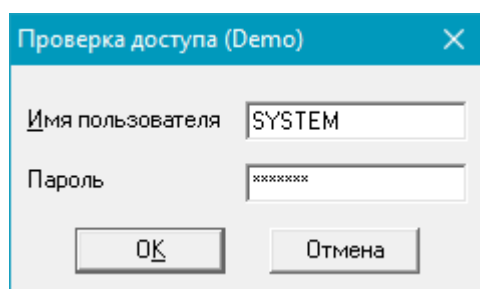 Проверка доступа (Demo)
Имя пользователя SYSTEM
Пароль *******
OK Отмена